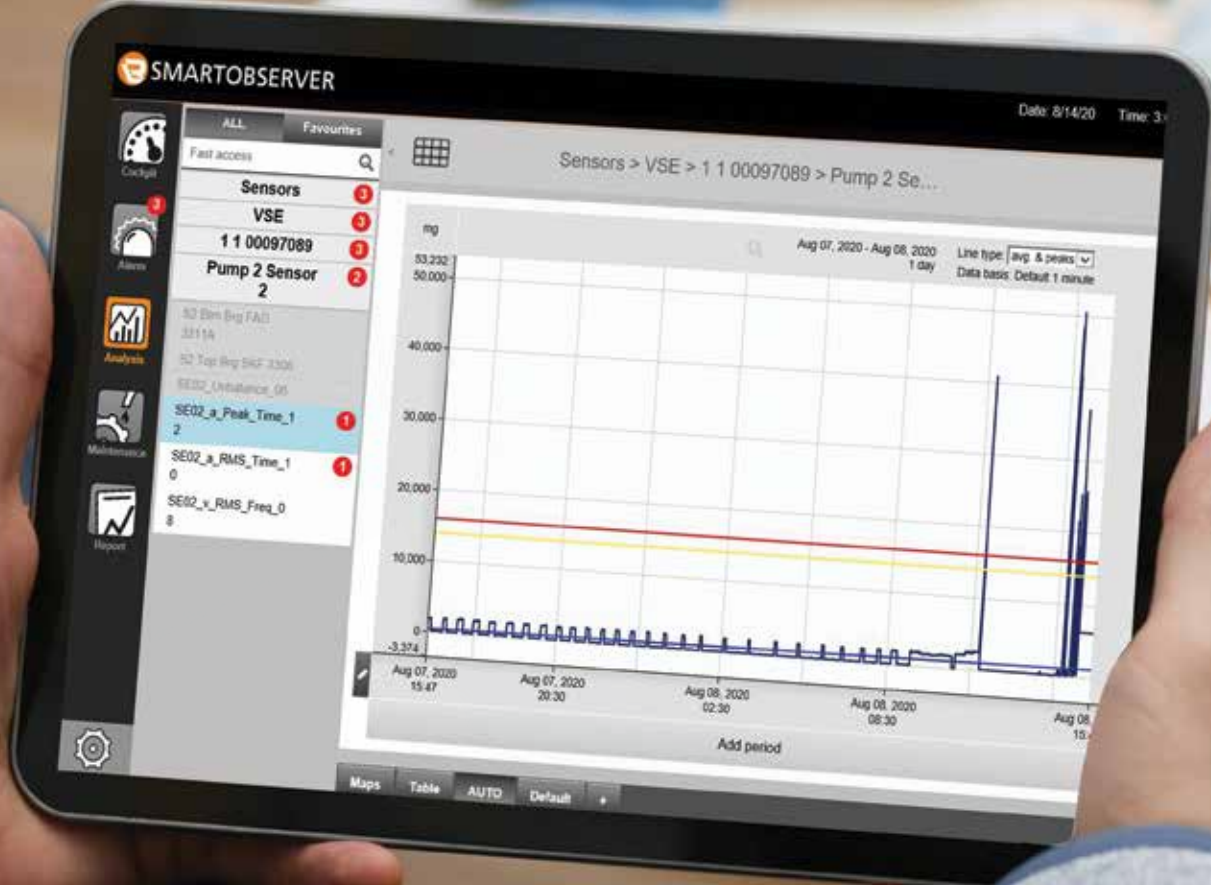 SMARTOBSERVER
Date: 8/14/20 Time: 3:
ALL Favourites
Fast access
Cockpit
Sensors 3
VSE 3
1 1 00097089 3
Pump 2 Sensor 2
2
3
Alarm
S2 Btm Brg FAG
3311A
S2 Top Brg SKF 3306
SE02_Unbalance_06
SE02_a_Peak_Time_1 1
2
SE02_a_RMS_Time_1 1
0
SE02_v_RMS_Freq_0
8
Analysis
Maintenance
Report
Sensors > VSE > 1 1 00097089 > Pump 2 Se...
mg
Aug 07, 2020 - Aug 08, 2020
1 day
Line type: avg. & peaks
Data basis: Default 1 minute
53,232
50,000
40,000
30,000
20,000
10,000
0
-3,374
Aug 07, 2020
15:47
Aug 07, 2020
20:30
Aug 08, 2020
02:30
Aug 08, 2020
08:30
Aug 08,
15:
Add period
Maps Table AUTO Default +